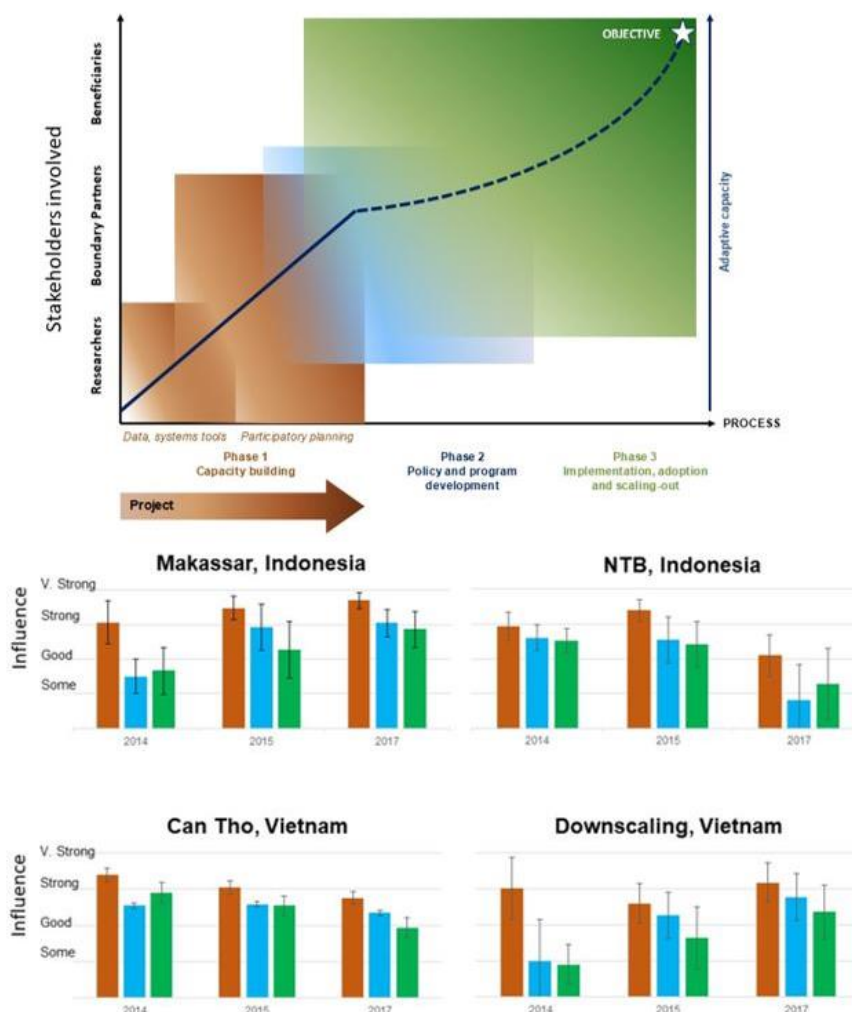 OBJECTIVE
Stakeholders involved
Beneficiaries
Boundary Partners
Researchers
Adaptive capacity
PROCESS
Data, systems tools
Participatory planning
Phase 1
Capacity building
Phase 2
Policy and program
development
Phase 3
Implementation, adoption
and scaling-out
Project
Makassar, Indonesia
Influence
V. Strong
Strong
Good
Some
2014
2015
2017
NTB, Indonesia
2014
2015
2017
Can Tho, Vietnam
Influence
V. Strong
Strong
Good
Some
2014
2015
2017
Downscaling, Vietnam
2014
2015
2017